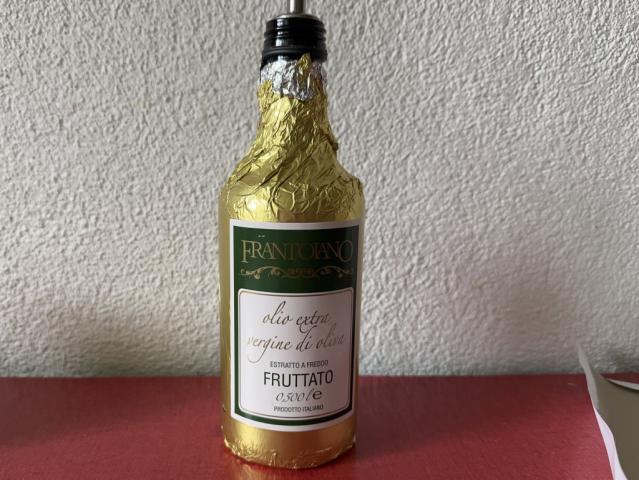 FRANTOIANO
olio extra
vergine di oliva
ESTRATTO A FREDDO
FRUTTATO
0,500 l e
PRODOTTO ITALIANO